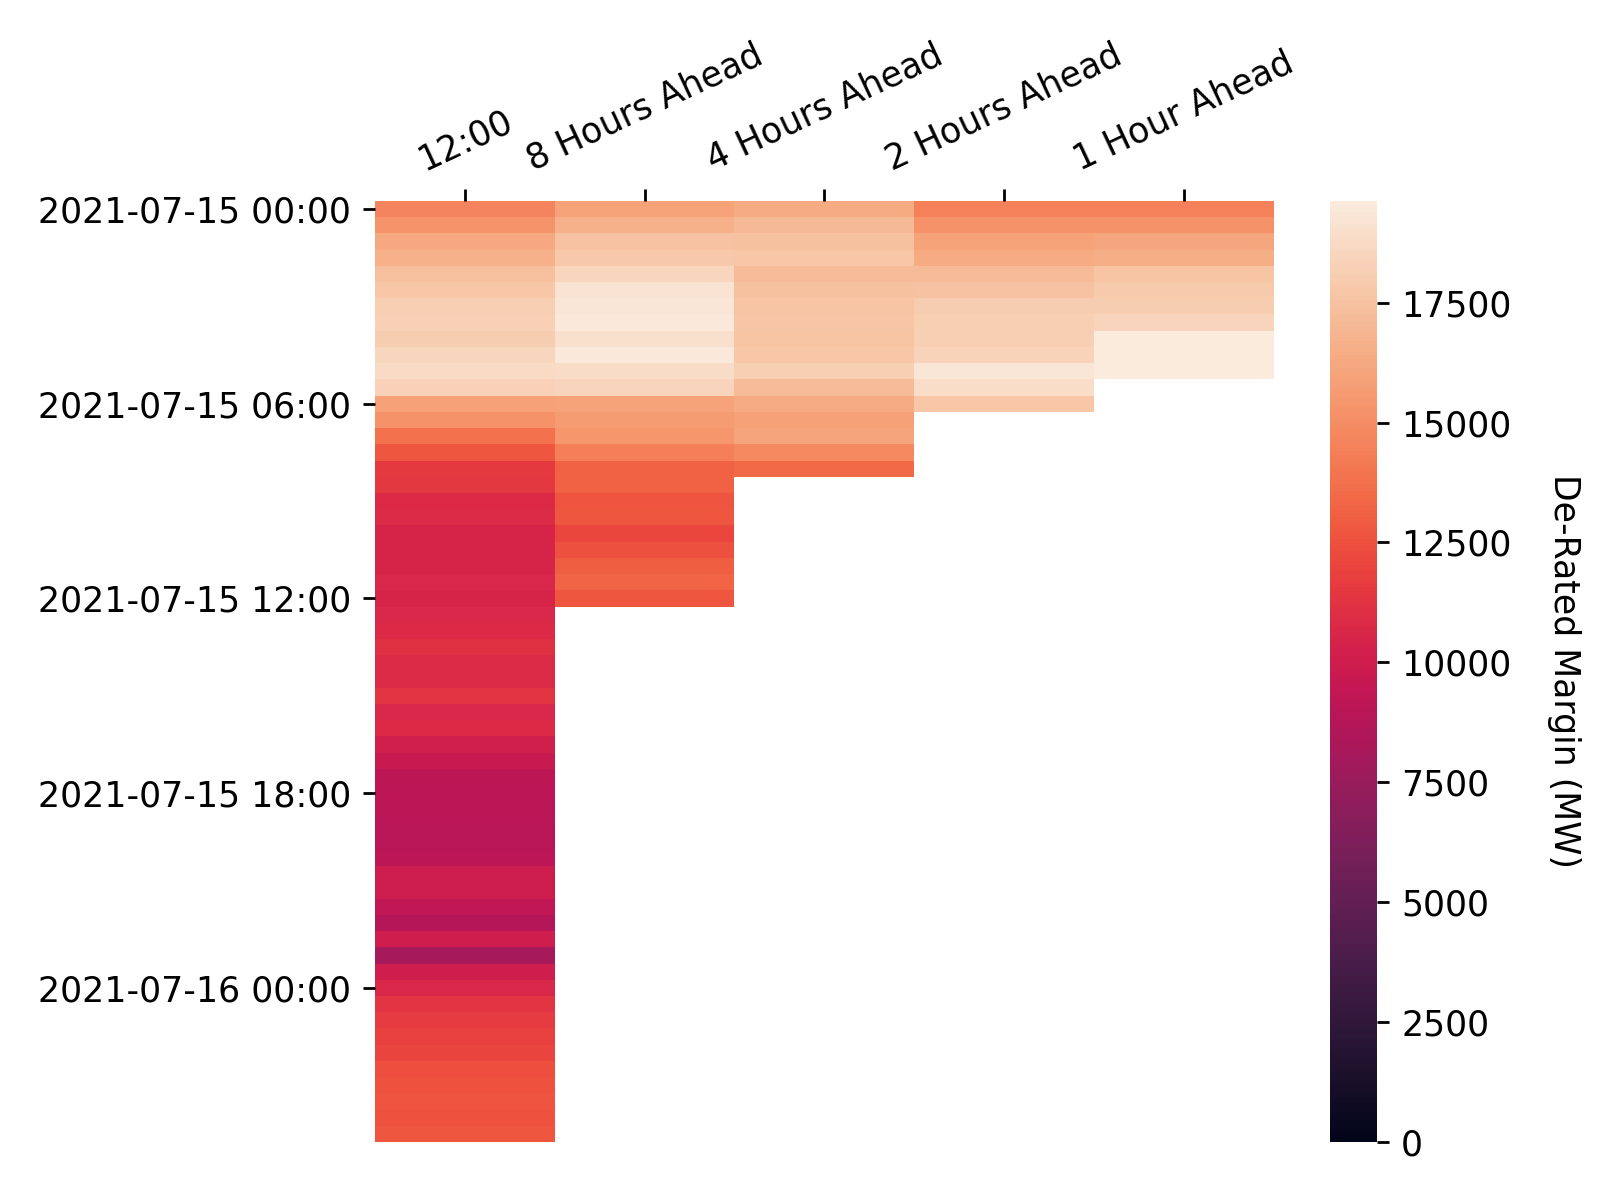 12:00
8 Hours Ahead
4 Hours Ahead
2 Hours Ahead
1 Hour Ahead
2021-07-15 00:00
2021-07-15 06:00
2021-07-15 12:00
2021-07-15 18:00
2021-07-16 00:00
17500
15000
12500
10000
7500
5000
2500
0
De-Rated Margin (MW)